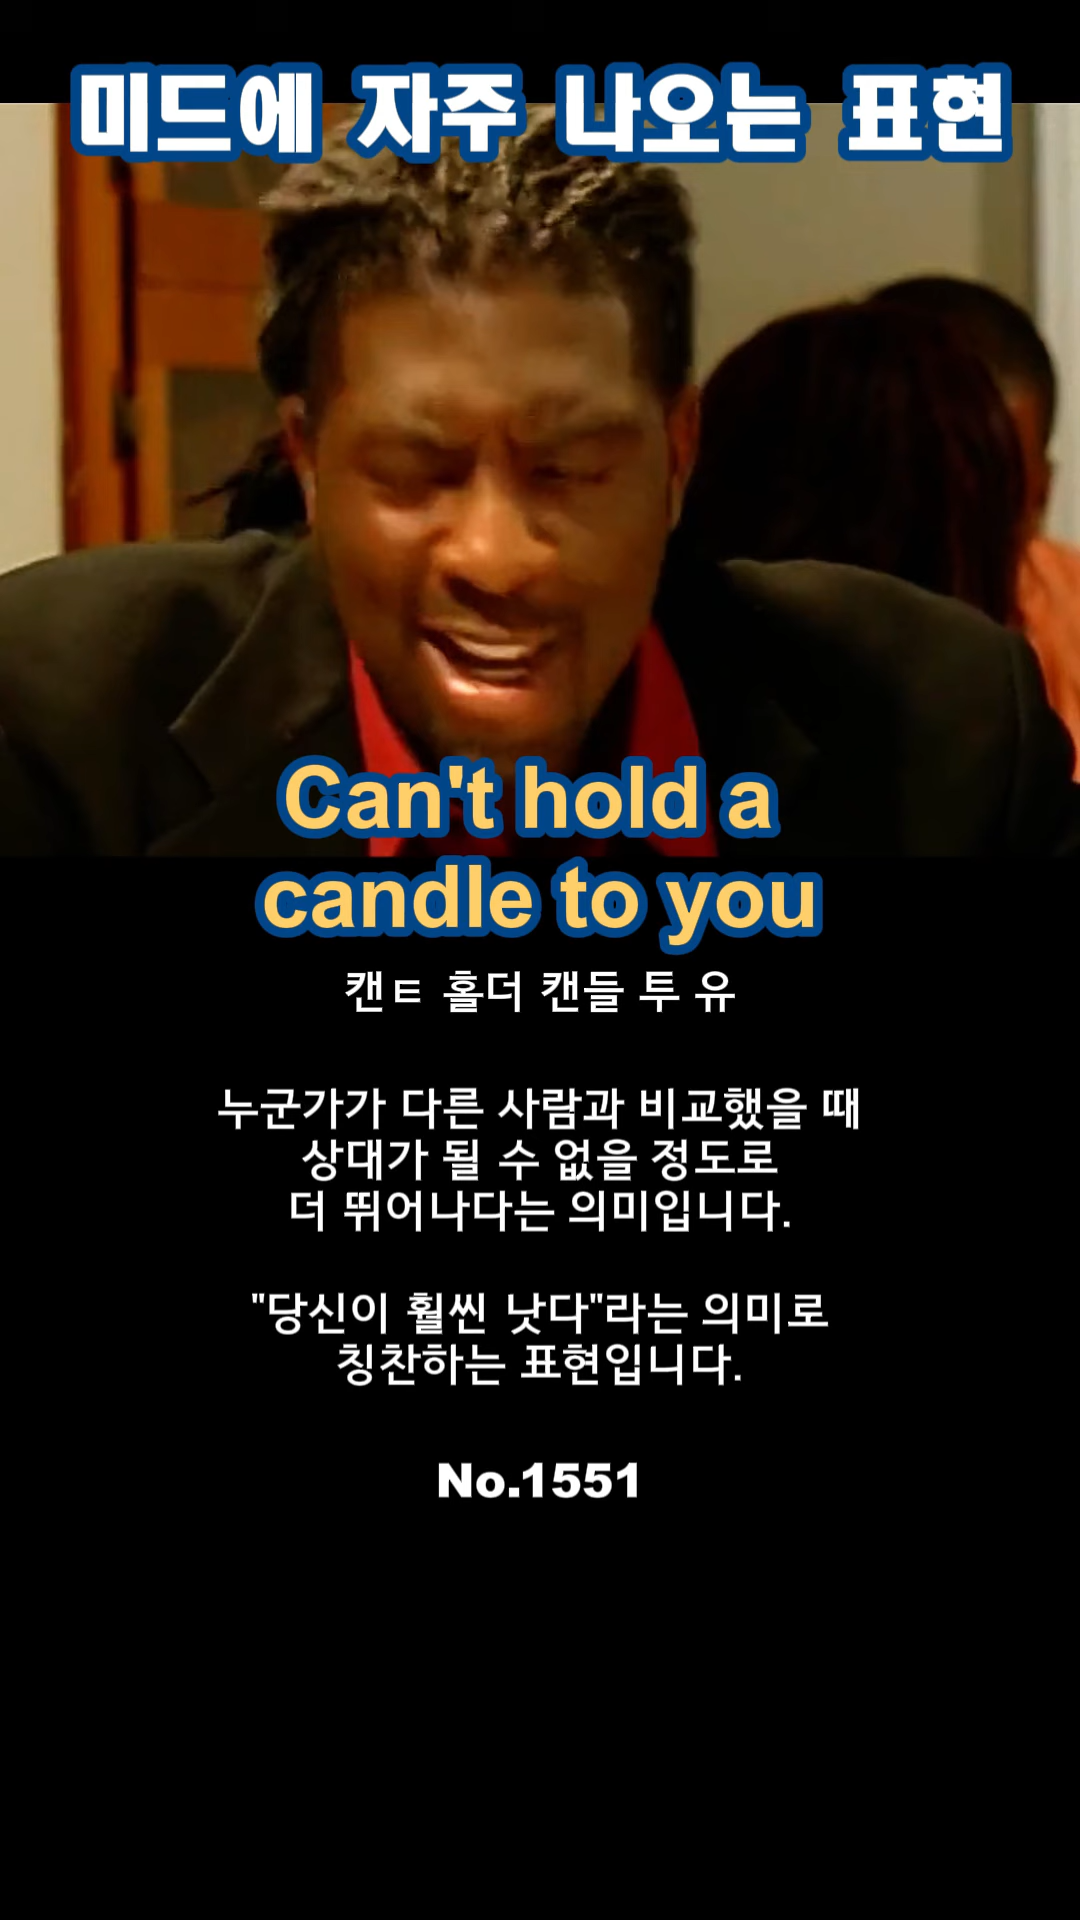 미드에 자주 나오는 표현
Can't hold a
candle to you
캔ㅌ 홀더 캔들 투 유
누군가가 다른 사람과 비교했을 때
상대가 될 수 없을 정도로
더 뛰어나다는 의미입니다.
"당신이 훨씬 낫다"라는 의미로
칭찬하는 표현입니다.
No.1551